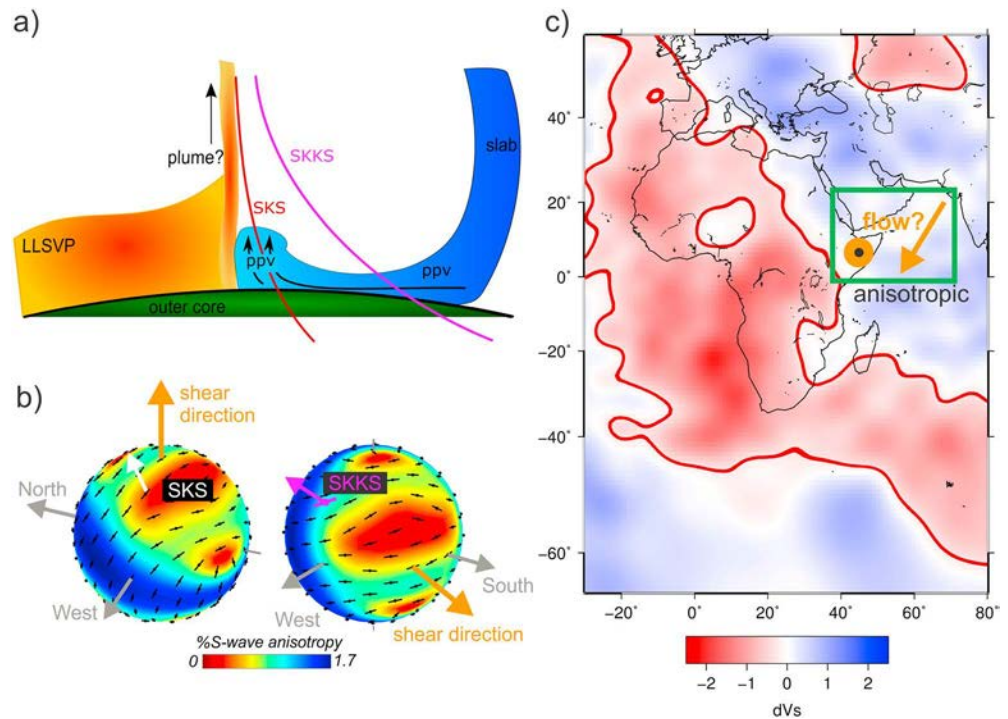 a)
plume?
LLSVP
SKS
SKKS
slab
ppv
ppv
outer core
b)
shear
direction
North
SKS
West
SKKS
West
South
shear direction
%S-wave anisotropy
0
1.7
c)
40°
20°
0°
−20°
−40°
−60°
flow?
anisotropic
−20° 0° 20° 40° 60° 80°
−2 −1 0 1 2
dVs